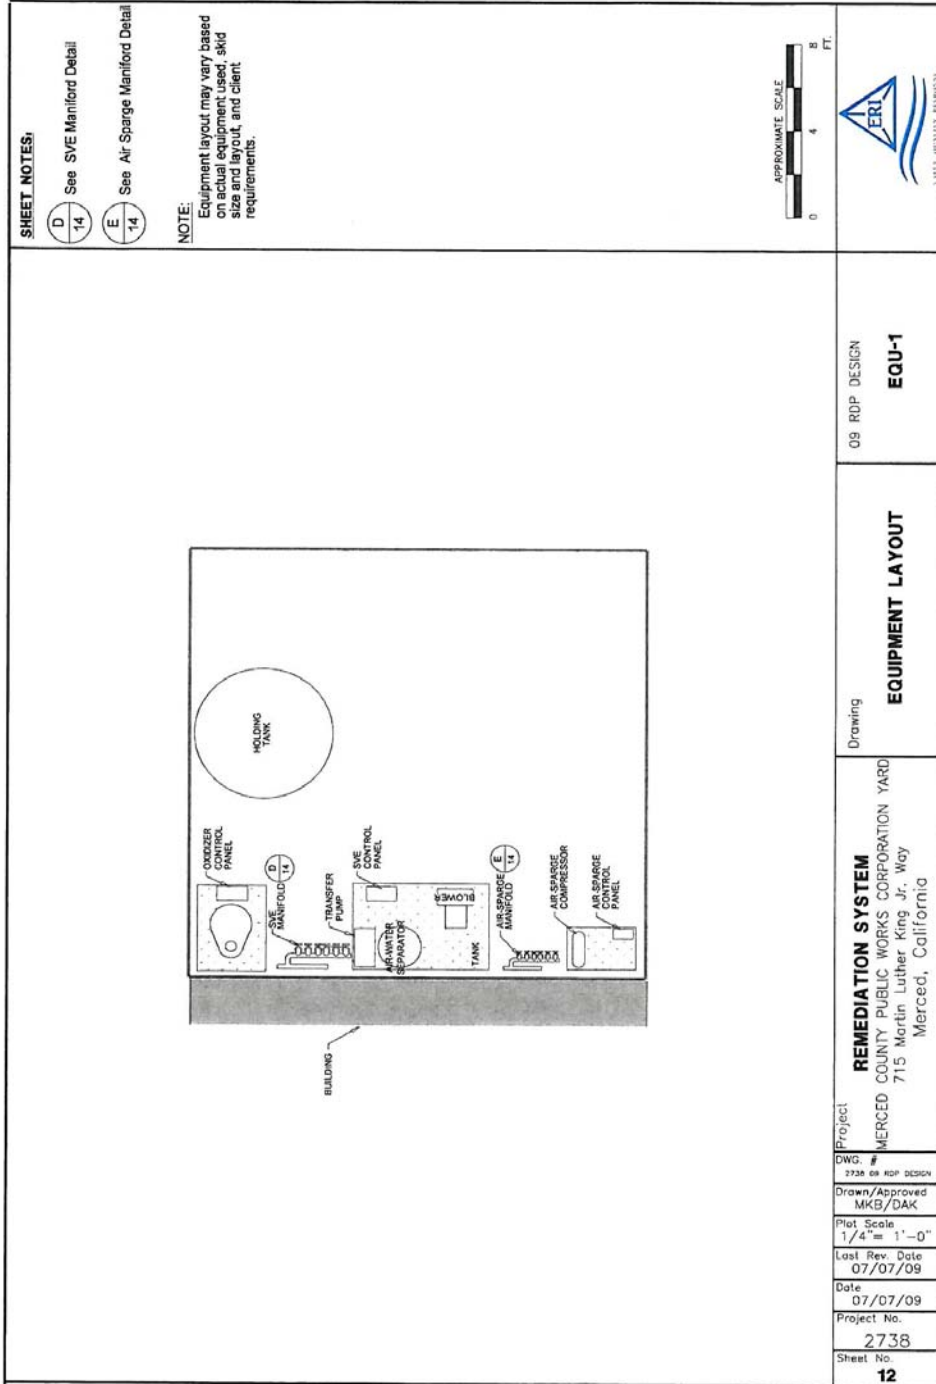 SHEET NOTES:
D
14
See SVE Maniford Detail
E
14
See Air Sparge Maniford Detail
NOTE:
Equipment layout may vary based
on actual equipment used, skid
size and layout, and client
requirements.
APPROXIMATE SCALE
0
4
8
FT.
HOLDING
TANK
OXIDIZER
CONTROL
PANEL
D
14
SVE
MANIFOLD
TRANSFER
PUMP
SVE
CONTROL
PANEL
AIR-WATER
SEPARATOR
BLOWER
TANK
E
14
AIR-SPARGE
MANIFOLD
AIR-SPARGE
COMPRESSOR
AIR-SPARGE
CONTROL
PANEL
BUILDING
ERI
09 RDP DESIGN
EQU-1
Drawing
EQUIPMENT LAYOUT
Project
REMEDIATION SYSTEM
MERCED COUNTY PUBLIC WORKS CORPORATION YARD
715 Martin Luther King Jr. Way
Merced, California
DWG. #
2738 09 RDP DESIGN
Drawn/Approved
MKB/DAK
Plot Scale
1/4"= 1'-0"
Last Rev. Date
07/07/09
Date
07/07/09
Project No.
2738
Sheet No.
12